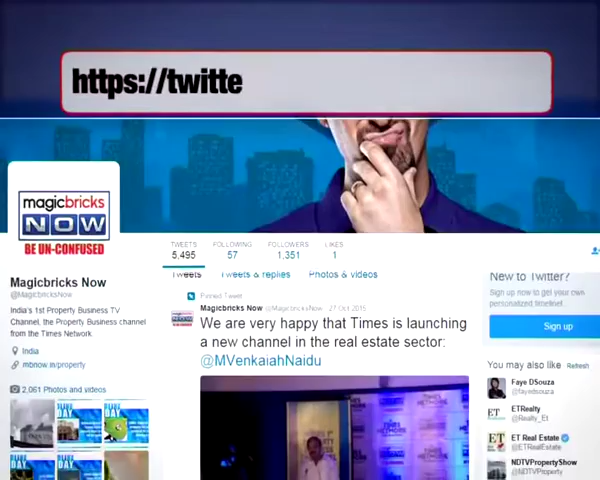 https://twitte
magicbricks
NOW
BE UN-CONFUSED
TWEETS FOLLOWING FOLLOWERS LIKES
5,495 57 1,351 1
Tweets Tweets & replies Photos & videos
Magicbricks Now
@MagicbricksNow
India's 1st Property Business TV
Channel, the Property Business channel
from the Times Network
India
mbnow.in/property
2,061 Photos and videos
Pinned Tweet
Magicbricks Now @MagicbricksNow · 27 Oct 2015
We are very happy that Times is launching
a new channel in the real estate sector:
@MVenkaiahNaidu
New to Twitter?
Sign up now to get your own
personalized timeline!
Sign up
You may also like Refresh
Faye DSouza
@fayedsouza
ETRealty
@Realty_Et
ET Real Estate
@ETRealEstate
NDTVPropertyShow